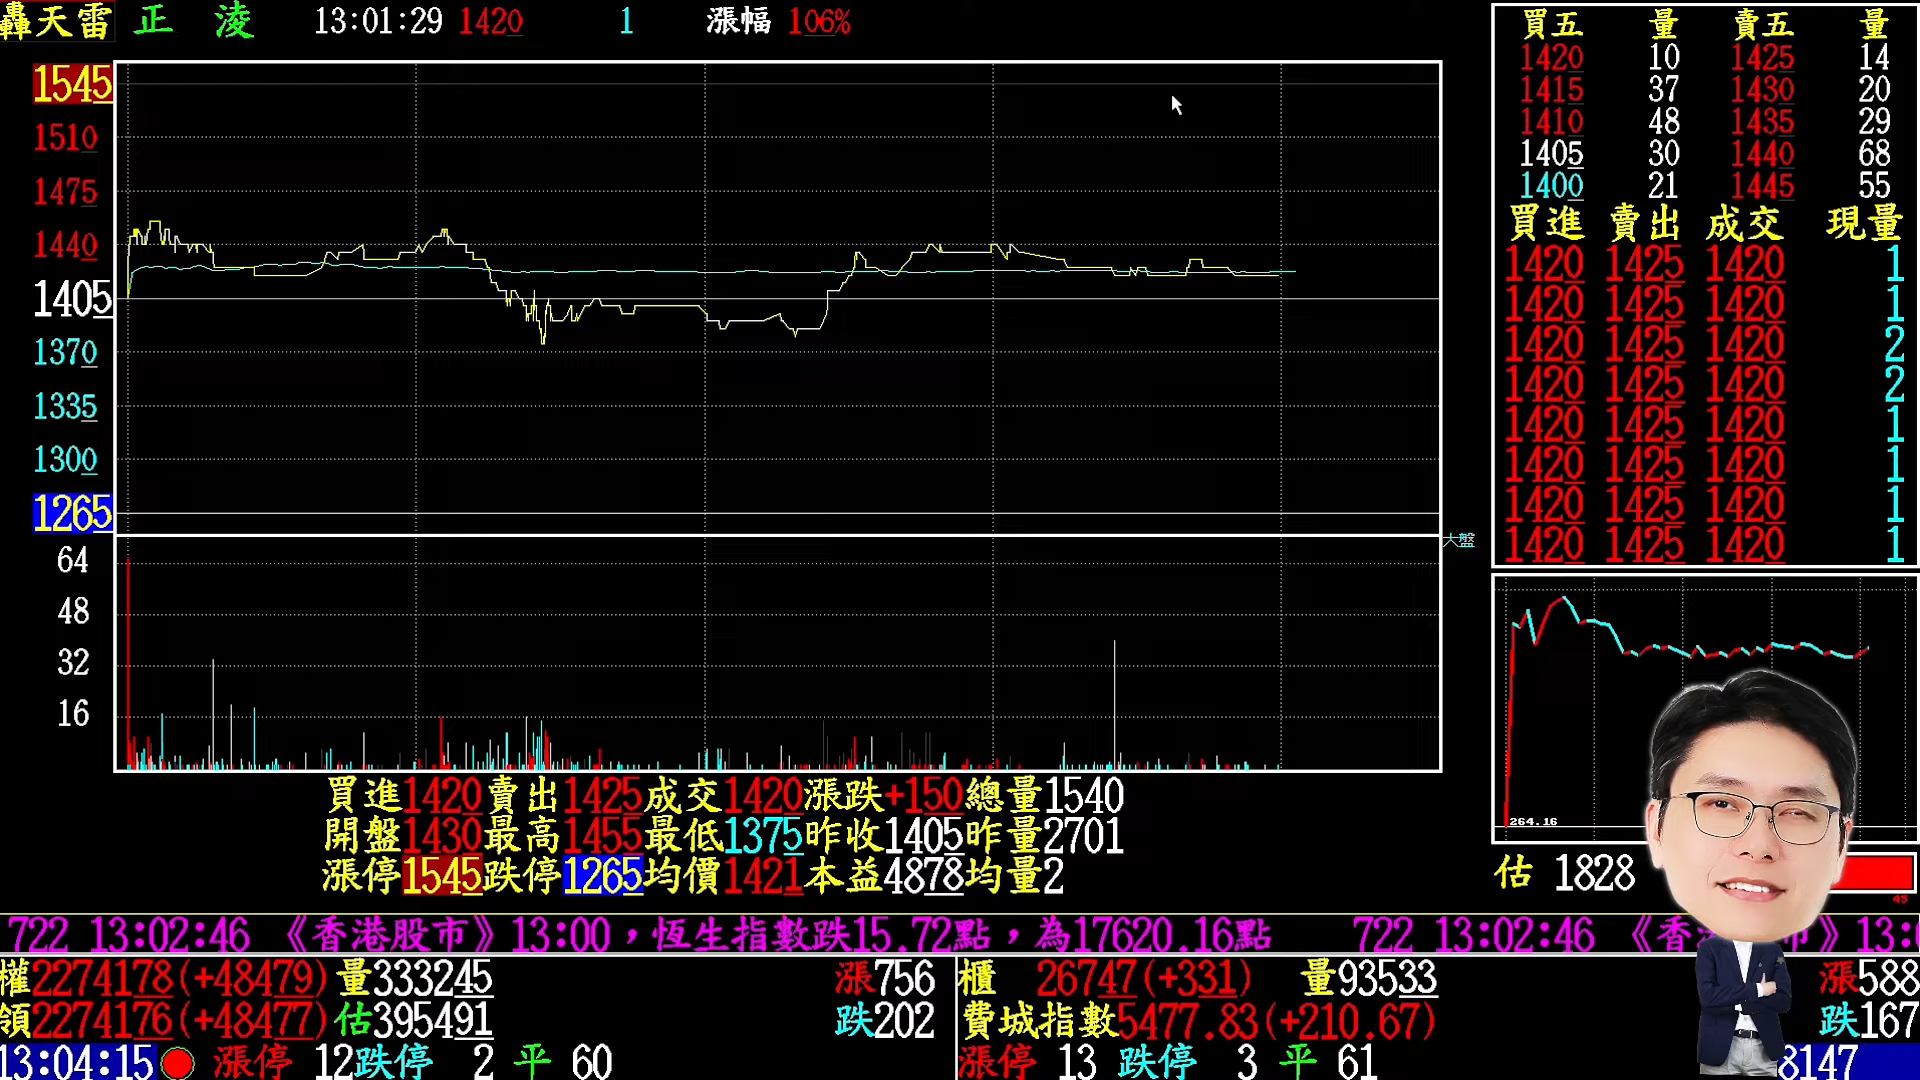 轟天雷 正 淩 13:01:29 1420 1 漲幅 106%
1545
1510
1475
1440
1405
1370
1335
1300
1265
64
48
32
16
大盤
買五 量 賣五 量
1420 10 1425 14
1415 37 1430 20
1410 48 1435 29
1405 30 1440 68
1400 21 1445 55
買進 賣出 成交 現量
1420 1425 1420 1
1420 1425 1420 1
1420 1425 1420 2
1420 1425 1420 2
1420 1425 1420 1
1420 1425 1420 1
1420 1425 1420 1
1420 1425 1420 1
264.16
估 1828
45
買進1420賣出1425成交1420漲跌+150總量1540
開盤1430最高1455最低1375昨收1405昨量2701
漲停1545跌停1265均價1421本益4878均量2
722 13:02:46 《香港股市》13:00，恆生指數跌15.72點，為17620.16點 722 13:02:46 《香
權2274178(+48479)量333245 漲756 櫃 26747(+331) 量93533 漲588
領2274176(+48477)估395491 跌202 費城指數5477.83(+210.67) 跌167
13:04:15 漲停 12跌停 2 平 60 漲停 13 跌停 3 平 61 8147